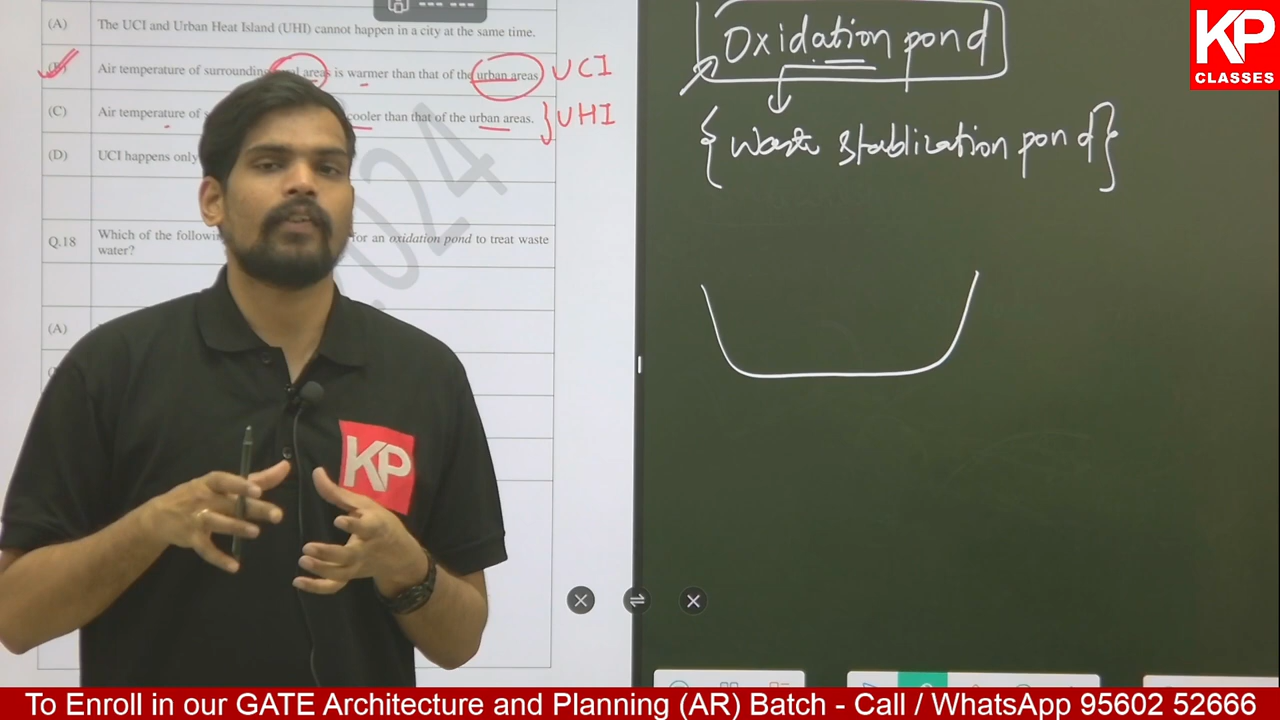 (A) The UCI and Urban Heat Island (UHI) cannot happen in a city at the same time.
Air temperature of surrounding areas is warmer than that of the urban areas UCI
(C) Air temperature of cooler than that of the urban areas. } UHI
(D) UCI happens only
2024
Q.18 Which of the following for an oxidation pond to treat waste
water?
(A)
Oxidation pond
{ Waste stablization pond }
KP
CLASSES
KP
To Enroll in our GATE Architecture and Planning (AR) Batch - Call / WhatsApp 95602 52666